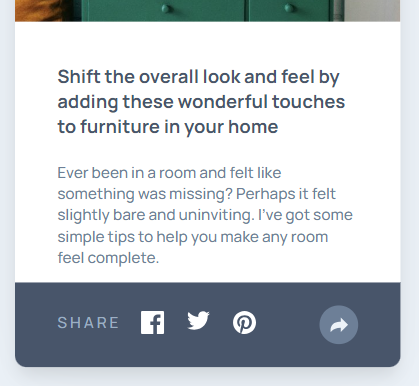 Shift the overall look and feel by
adding these wonderful touches
to furniture in your home
Ever been in a room and felt like
something was missing? Perhaps it felt
slightly bare and uninviting. I've got some
simple tips to help you make any room
feel complete.
SHARE